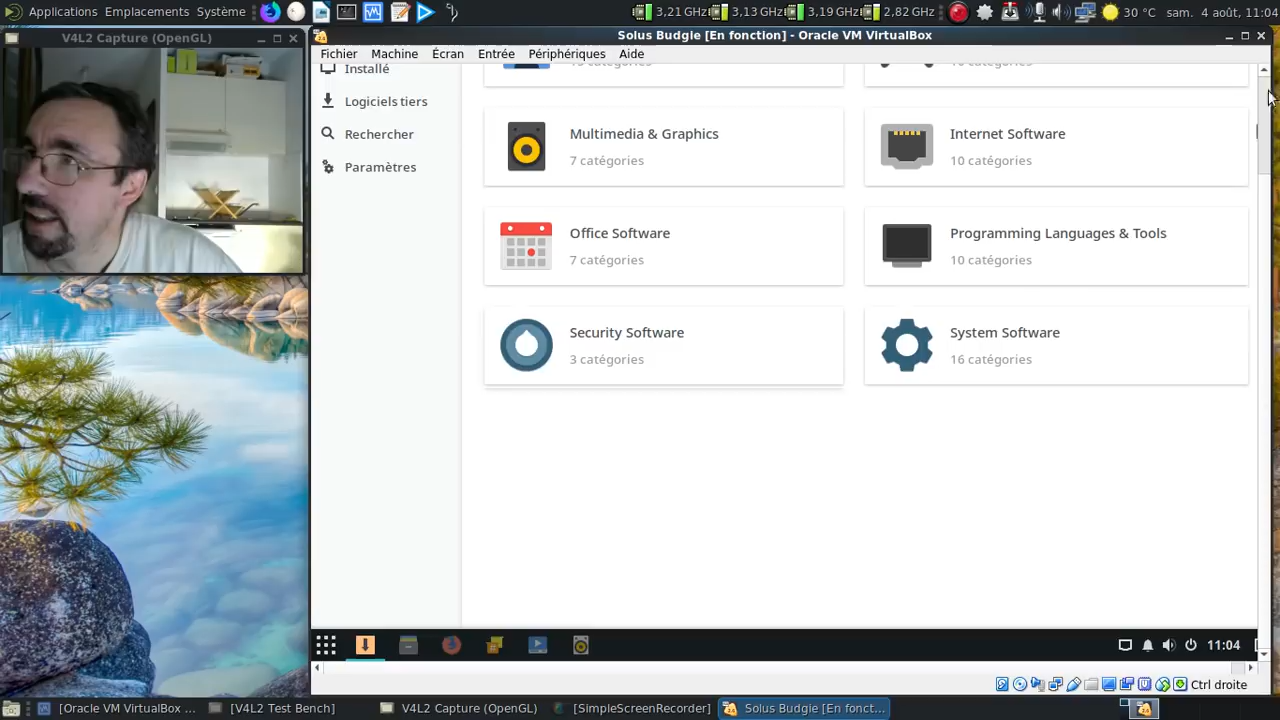 Applications Emplacements Système 3,21 GHz 3,13 GHz 3,21 GHz 2,82 GHz 30 °C sam. 4 août, 11:04
V4L2 Capture (OpenGL)
Solus Budgie [En fonction] - Oracle VM VirtualBox
Fichier Machine Écran Entrée Périphériques Aide
Installé
Logiciels tiers
Rechercher
Paramètres
Multimedia & Graphics
7 catégories
Internet Software
10 catégories
Office Software
7 catégories
Programming Languages & Tools
10 catégories
Security Software
3 catégories
System Software
16 catégories
11:04
Ctrl droite
[Oracle VM VirtualBox ... [V4L2 Test Bench] V4L2 Capture (OpenGL) [SimpleScreenRecorder] Solus Budgie [En fonct...